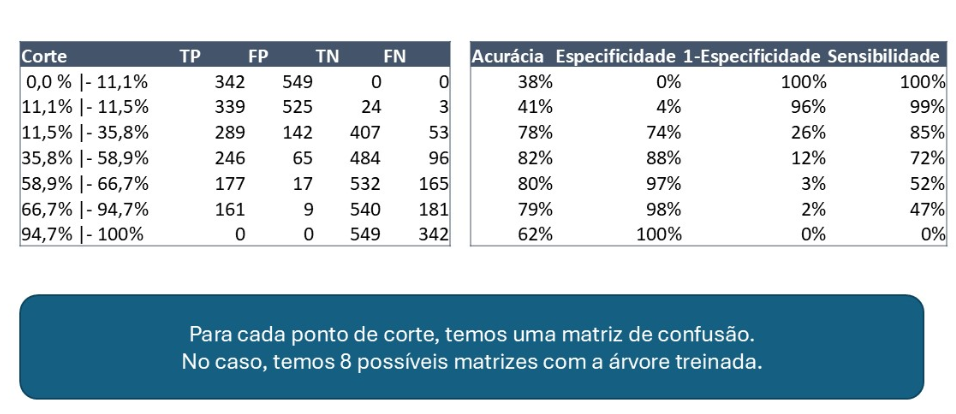 Corte TP FP TN FN Acurácia Especificidade 1-Especificidade Sensibilidade
0,0 % |- 11,1% 342 549 0 0 38% 0% 100% 100%
11,1% |- 11,5% 339 525 24 3 41% 4% 96% 99%
11,5% |- 35,8% 289 142 407 53 78% 74% 26% 85%
35,8% |- 58,9% 246 65 484 96 82% 88% 12% 72%
58,9% |- 66,7% 177 17 532 165 80% 97% 3% 52%
66,7% |- 94,7% 161 9 540 181 79% 98% 2% 47%
94,7% |- 100% 0 0 549 342 62% 100% 0% 0%
Para cada ponto de corte, temos uma matriz de confusão.
No caso, temos 8 possíveis matrizes com a árvore treinada.